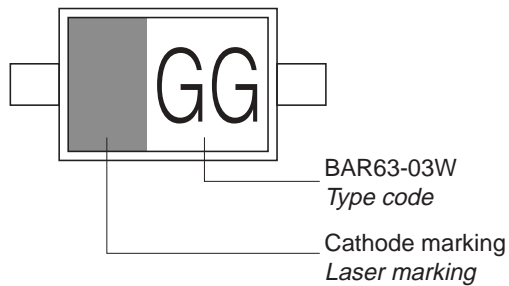 GG
BAR63-03W
Type code
Cathode marking
Laser marking